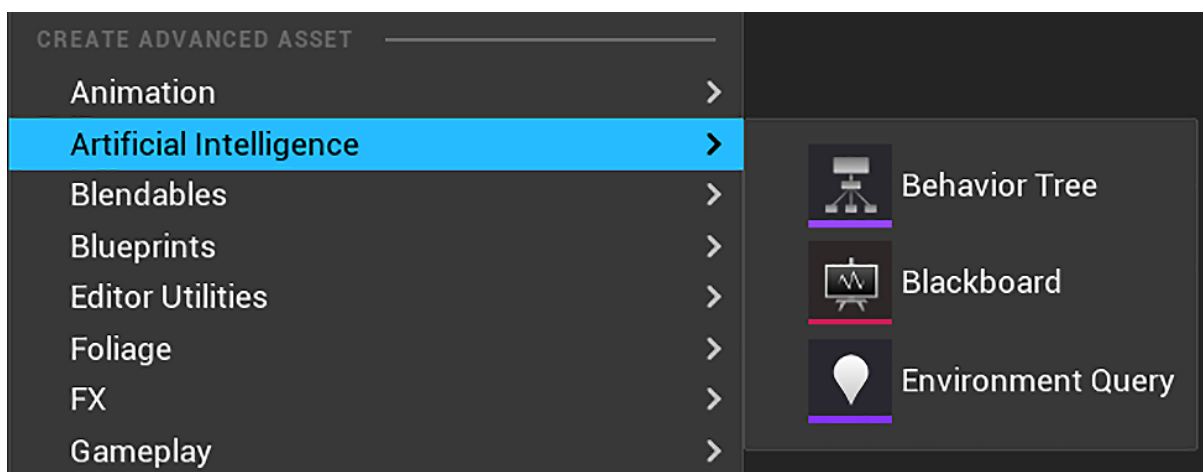 CREATE ADVANCED ASSET
Animation
Artificial Intelligence
Blendables
Blueprints
Editor Utilities
Foliage
FX
Gameplay
Behavior Tree
Blackboard
Environment Query